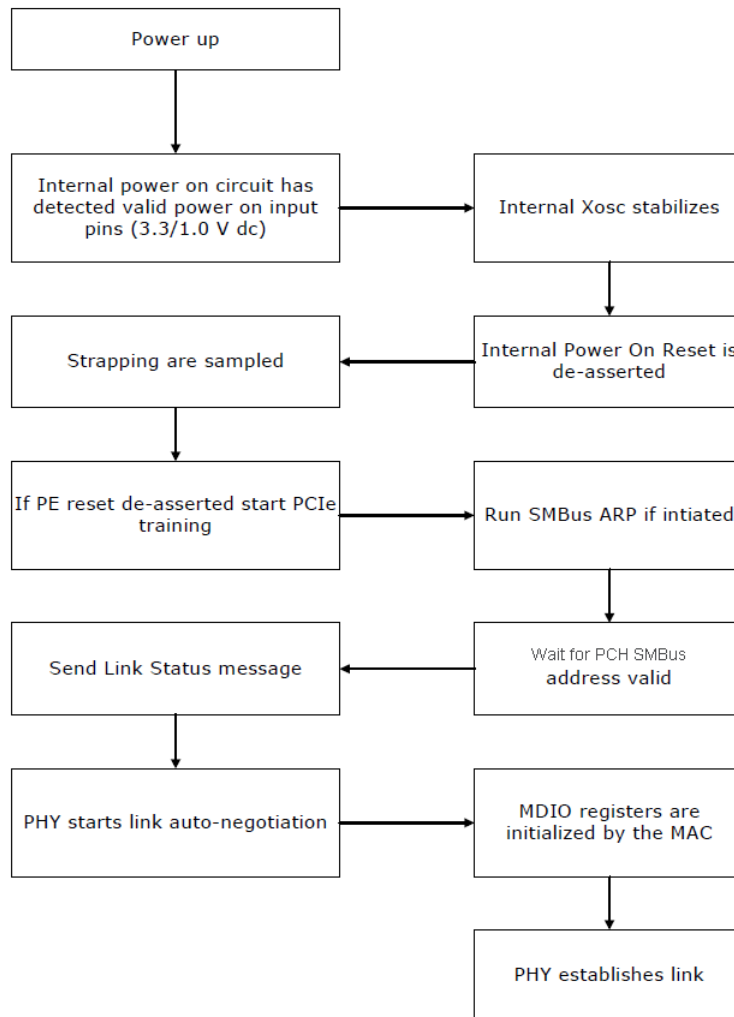 Power up
Internal power on circuit has
detected valid power on input
pins (3.3/1.0 V dc)
Internal Xosc stabilizes
Internal Power On Reset is
de-asserted
Strapping are sampled
If PE reset de-asserted start PCIe
training
Run SMBus ARP if intiated
Wait for PCH SMBus
address valid
Send Link Status message
PHY starts link auto-negotiation
MDIO registers are
initialized by the MAC
PHY establishes link